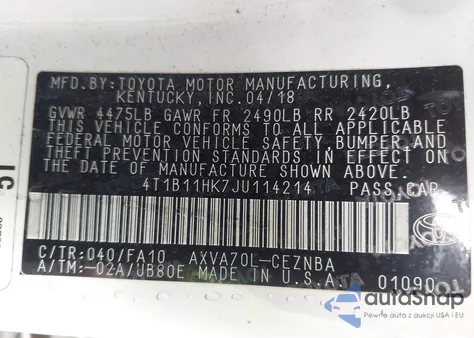 MFD.BY: TOYOTA MOTOR MANUFACTURING,
KENTUCKY, INC. 04/18
GVWR 4475LB GAWR FR 2490LB RR 2420LB
THIS VEHICLE CONFORMS TO ALL APPLICABLE
FEDERAL MOTOR VEHICLE SAFETY, BUMPER AND
THEFT PREVENTION STANDARDS IN EFFECT ON
THE DATE OF MANUFACTURE SHOWN ABOVE.
4T1B11HK7JU114214 PASS.CAR
C/TR:040/FA10 AXVA70L-CEZNBA
A/TM:-02A/UB80E MADE IN U.S.A 01090
autoShap
AUKCJE SAMOCHODÓW Z USA i EU